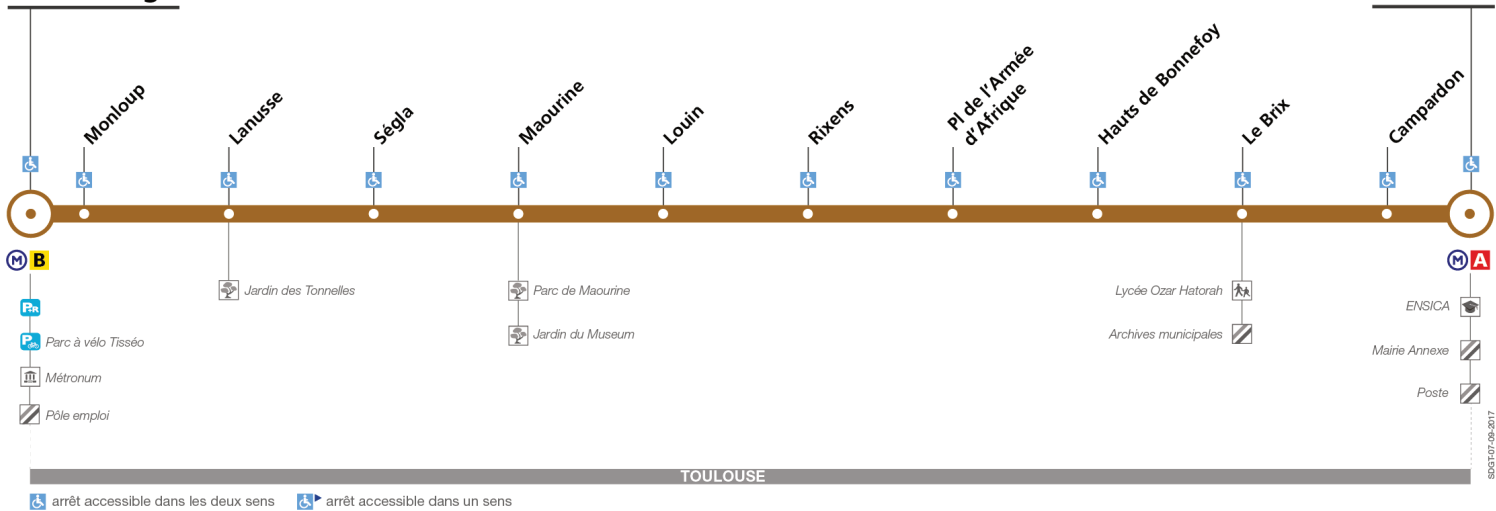 Monloup
Lanusse
Ségla
Maourine
Louin
Rixens
Pl de l'Armée
d'Afrique
Hauts de Bonnefoy
Le Brix
Campardon
M B
M A
P+R
Parc à vélo Tisséo
Métronum
Pôle emploi
Jardin des Tonnelles
Parc de Maourine
Jardin du Museum
Lycée Ozar Hatorah
Archives municipales
ENSICA
Mairie Annexe
Poste
SDGT-07-09-2017
TOULOUSE
arrêt accessible dans les deux sens
arrêt accessible dans un sens